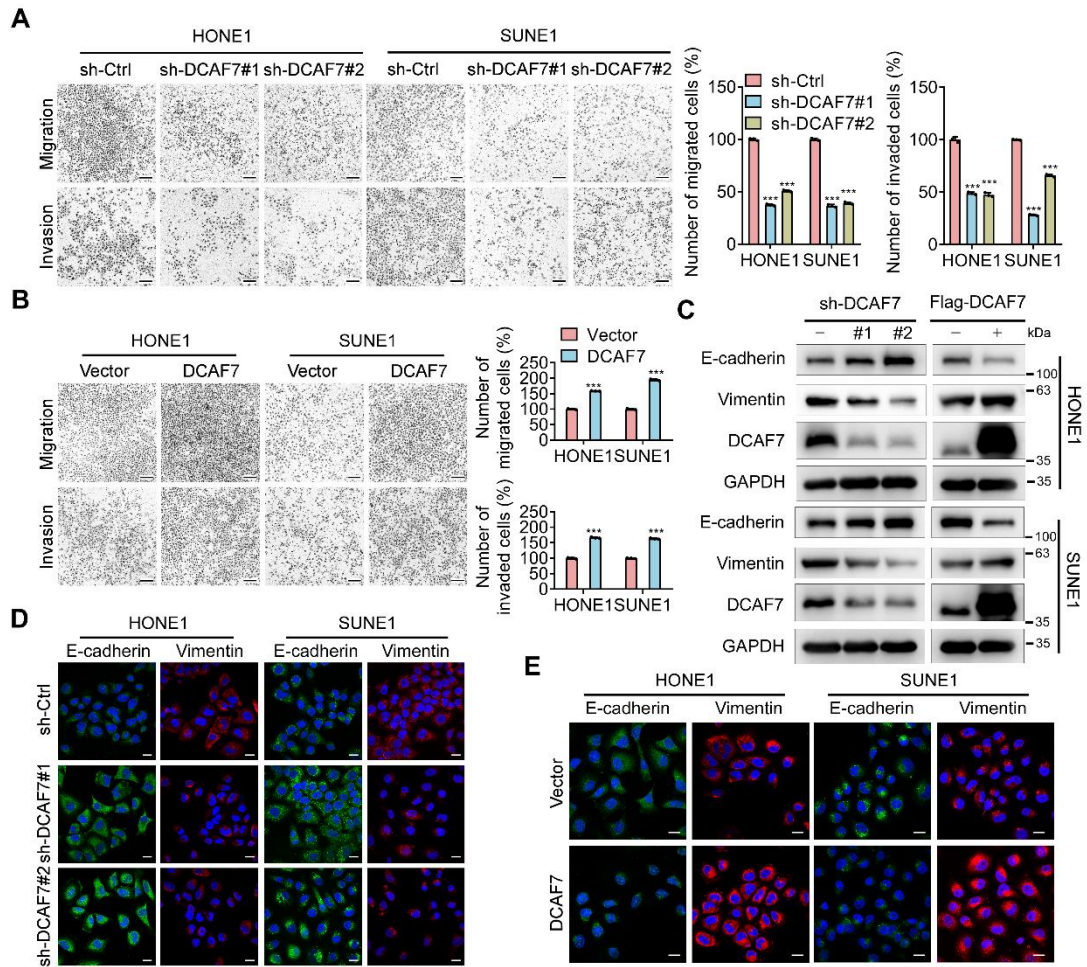 A
HONE1 SUNE1
sh-Ctrl sh-DCAF7#1 sh-DCAF7#2 sh-Ctrl sh-DCAF7#1 sh-DCAF7#2
Migration
Invasion
Number of migrated cells (%)
150
100
50
0
HONE1 SUNE1
sh-Ctrl
sh-DCAF7#1
sh-DCAF7#2
*** *** *** ***
Number of invaded cells (%)
150
100
50
0
HONE1 SUNE1
*** *** *** ***
B
HONE1 SUNE1
Vector DCAF7 Vector DCAF7
Migration
Invasion
Vector
DCAF7
Number of
migrated cells (%)
250
200
150
100
50
0
*** ***
HONE1 SUNE1
Number of
invaded cells (%)
250
200
150
100
50
0
*** ***
HONE1 SUNE1
C
sh-DCAF7 Flag-DCAF7
– #1 #2 – + kDa
E-cadherin
100
Vimentin 63
DCAF7
35
GAPDH 35
HONE1
E-cadherin
100
Vimentin 63
DCAF7
35
GAPDH 35
SUNE1
D
HONE1 SUNE1
E-cadherin Vimentin E-cadherin Vimentin
sh-Ctrl
sh-DCAF7#1
sh-DCAF7#2
E
HONE1 SUNE1
E-cadherin Vimentin E-cadherin Vimentin
Vector
DCAF7